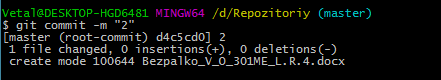 Vetal@DESKTOP-HGD6481 MINGW64 /d/Repozitoriy (master)
$ git commit -m "2"
[master (root-commit) d4c5cd0] 2
1 file changed, 0 insertions(+), 0 deletions(-)
create mode 100644 Bezpalko_V_O_301ME_L.R.4.docx